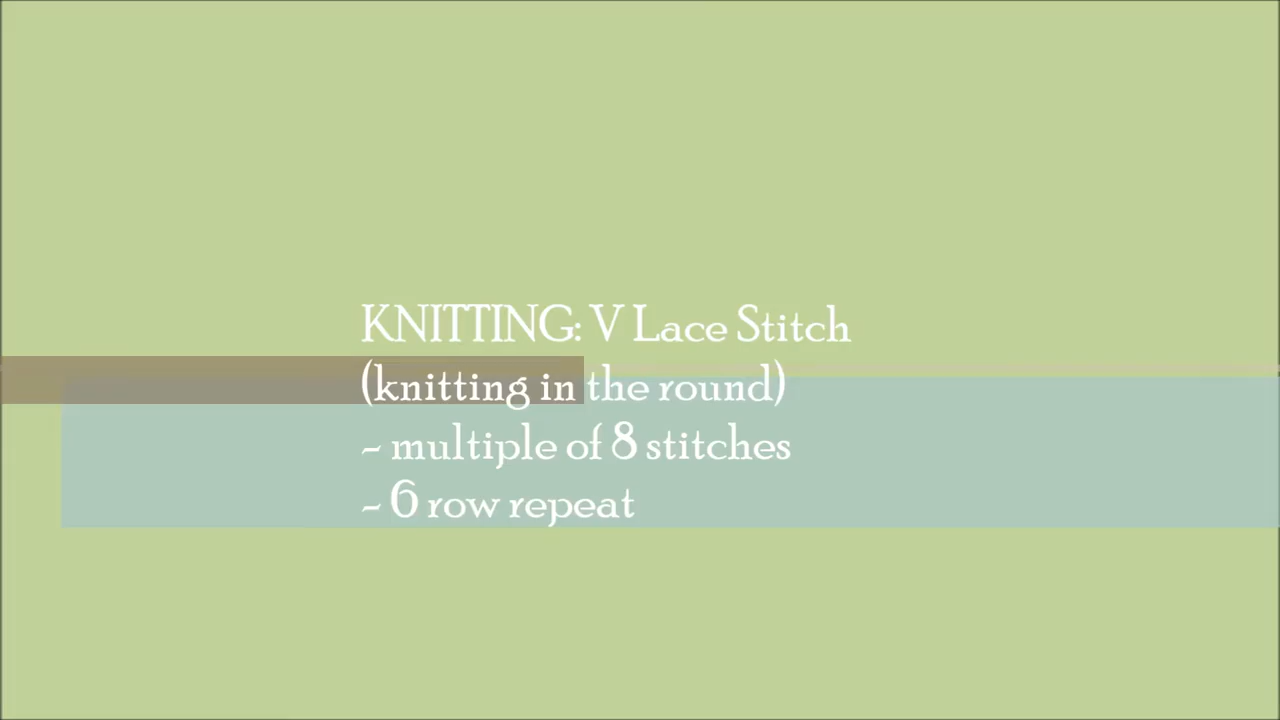 KNITTING: V Lace Stitch
(knitting in the round)
- multiple of 8 stitches
- 6 row repeat